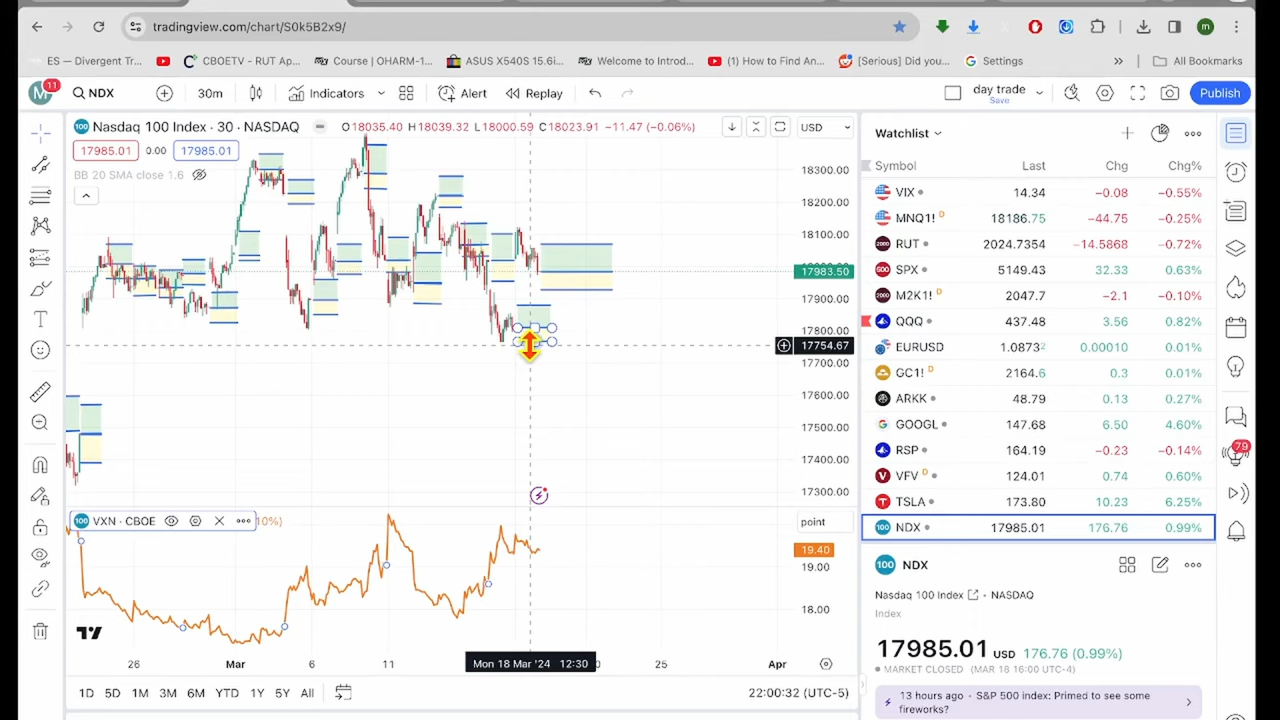 tradingview.com/chart/S0k5B2x9/
ES — Divergent Tr...
CBOETV – RUT Ap...
Course | OHARM-1...
ASUS X540S 15.6i...
Welcome to Introd...
(1) How to Find An...
[Serious] Did you...
Settings
»
All Bookmarks
M
11
NDX
30m
Indicators
Alert
Replay
day trade
Save
Publish
Nasdaq 100 Index · 30 · NASDAQ
O18035.40 H18039.32 L18000.59 C18023.91 −11.47 (−0.06%)
USD
17985.01 0.00 17985.01
BB 20 SMA close 1.6
18300.00
18200.00
18100.00
17983.50
17900.00
17800.00
17754.67
17700.00
17600.00
17500.00
17400.00
17300.00
VXN · CBOE
10%)
point
19.40
19.00
18.00
26
Mar
6
11
Mon 18 Mar '24 12:30
25
Apr
1D 5D 1M 3M 6M YTD 1Y 5Y All
22:00:32 (UTC-5)
Watchlist
Symbol Last Chg Chg%
VIX 14.34 −0.08 −0.55%
MNQ1! D 18186.75 −44.75 −0.25%
RUT 2024.7354 −14.5868 −0.72%
SPX 5149.43 32.33 0.63%
M2K1! D 2047.7 −2.1 −0.10%
QQQ 437.48 3.56 0.82%
EURUSD 1.08732 0.00010 0.01%
GC1! D 2164.6 0.3 0.01%
ARKK 48.79 0.13 0.27%
GOOGL 147.68 6.50 4.60%
RSP 164.19 −0.23 −0.14%
VFV D 124.01 0.74 0.60%
TSLA 173.80 10.23 6.25%
NDX 17985.01 176.76 0.99%
79
100 NDX
Nasdaq 100 Index · NASDAQ
Index
17985.01 USD 176.76 (0.99%)
MARKET CLOSED (MAR 18 16:00 UTC-4)
13 hours ago · S&P 500 index: Primed to see some
fireworks?